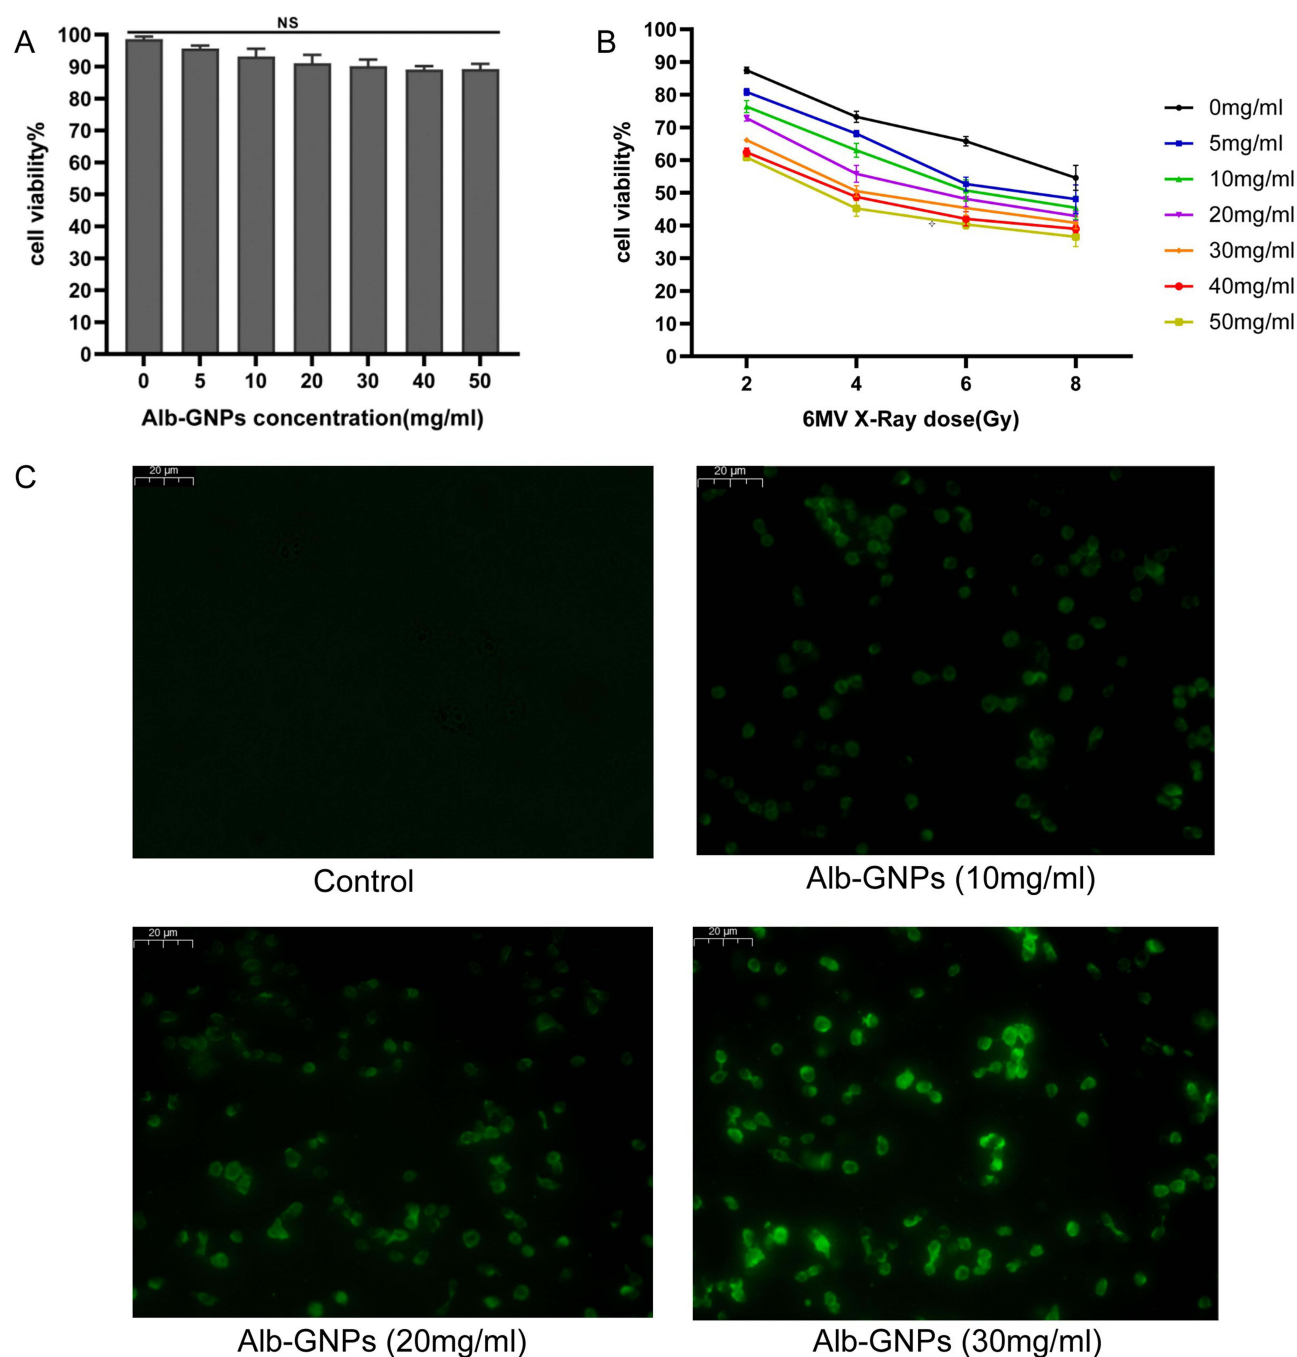 A
NS
100
90
80
70
60
50
40
30
20
10
0
cell viability%
0 5 10 20 30 40 50
Alb-GNPs concentration(mg/ml)
B
100
90
80
70
60
50
40
30
20
10
0
cell viability%
2 4 6 8
6MV X-Ray dose(Gy)
0mg/ml
5mg/ml
10mg/ml
20mg/ml
30mg/ml
40mg/ml
50mg/ml
C
20 µm
Control
20 µm
Alb-GNPs (10mg/ml)
20 µm
Alb-GNPs (20mg/ml)
20 µm
Alb-GNPs (30mg/ml)